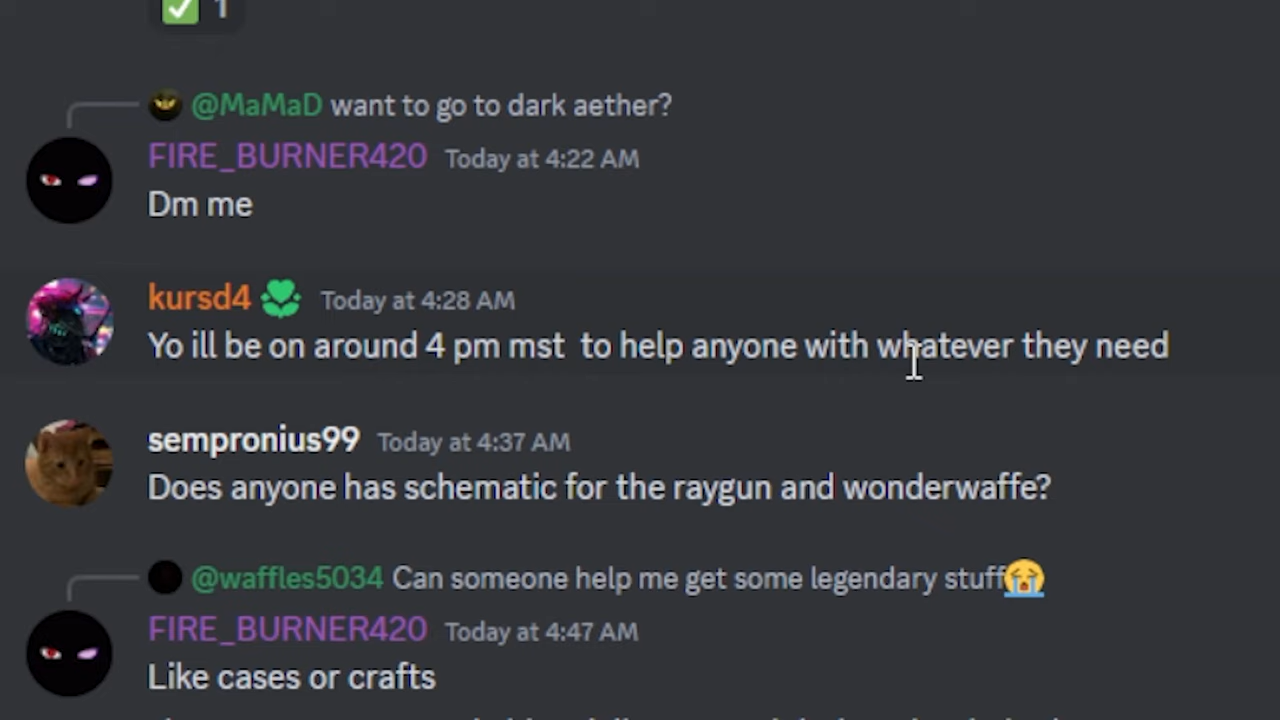 1
@MaMaD want to go to dark aether?
FIRE_BURNER420 Today at 4:22 AM
Dm me
kursd4 Today at 4:28 AM
Yo ill be on around 4 pm mst to help anyone with whatever they need
sempronius99 Today at 4:37 AM
Does anyone has schematic for the raygun and wonderwaffe?
@waffles5034 Can someone help me get some legendary stuff😭
FIRE_BURNER420 Today at 4:47 AM
Like cases or crafts